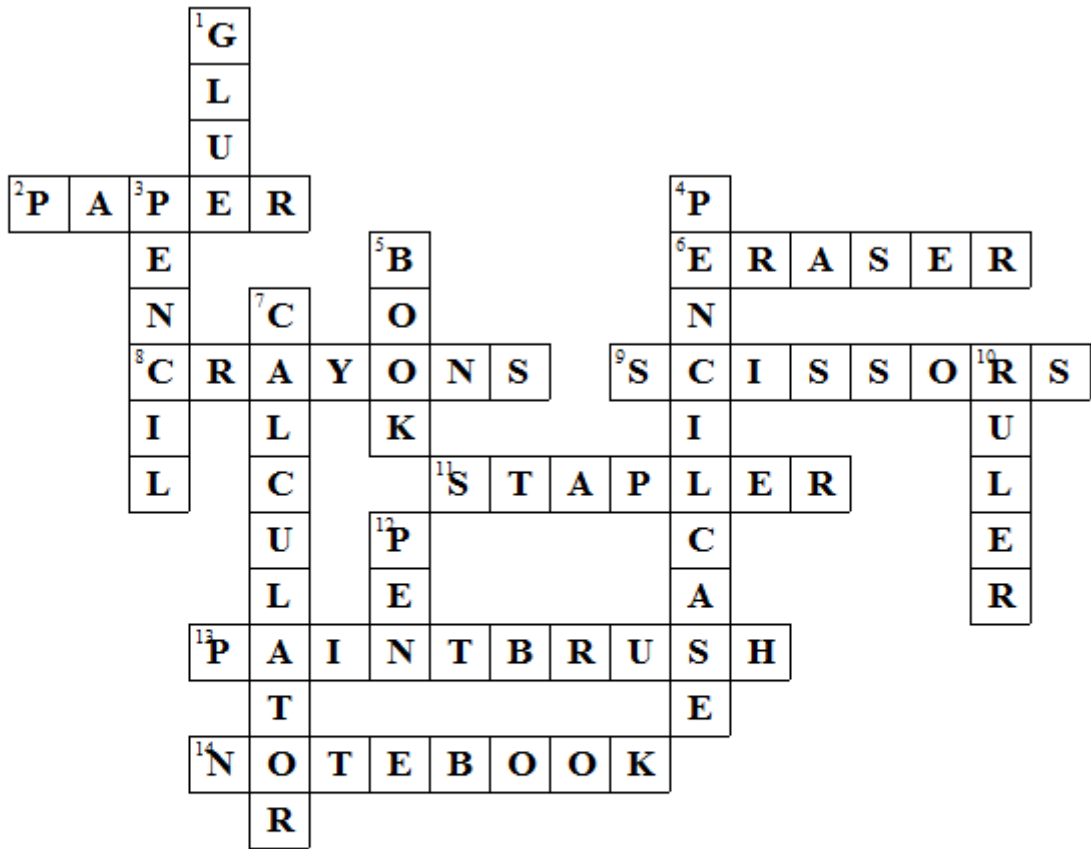 1G
L
U
2P A 3P E R 4P
E 5B 6E R A S E R
N 7C O N
8C R A Y O N S 9S C I S S O 10R S
I L K I U
L C 11S T A P L E R L
U 12P C E
L E A R
13P A I N T B R U S H
T E
14N O T E B O O K
R